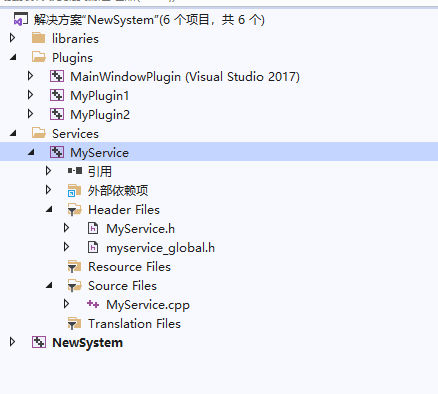 解决方案"NewSystem"(6 个项目，共 6 个)
libraries
Plugins
MainWindowPlugin (Visual Studio 2017)
MyPlugin1
MyPlugin2
Services
MyService
引用
外部依赖项
Header Files
MyService.h
myservice_global.h
Resource Files
Source Files
MyService.cpp
Translation Files
NewSystem